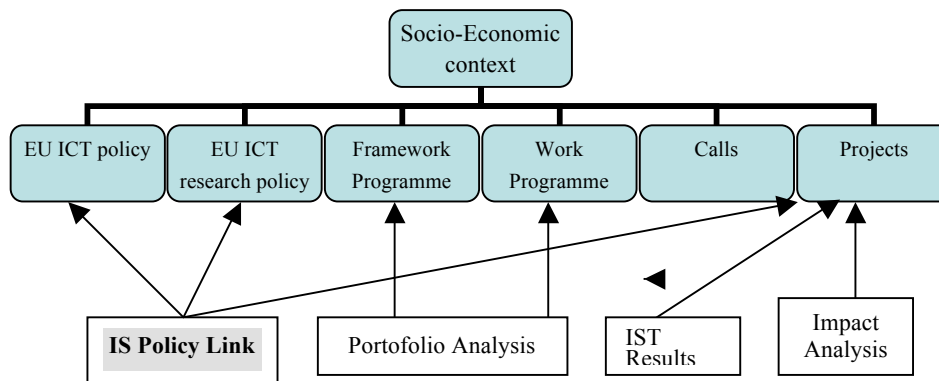 Socio-Economic
context
EU ICT policy
EU ICT
research policy
Framework
Programme
Work
Programme
Calls
Projects
IS Policy Link
Portofolio Analysis
IST
Results
Impact
Analysis